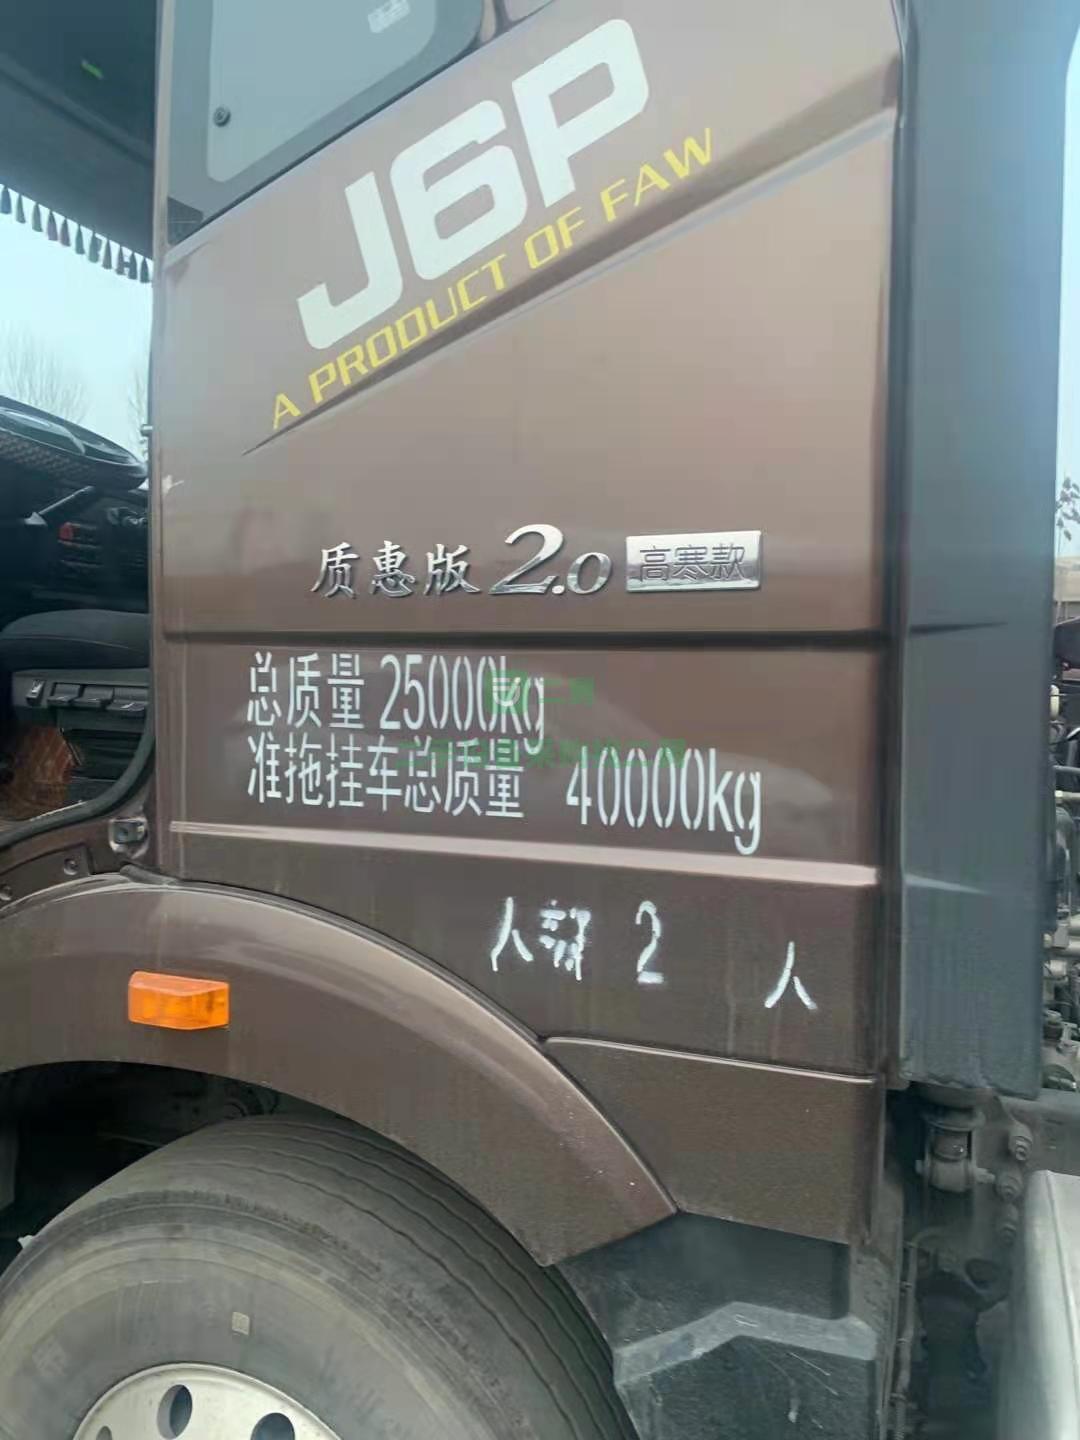 J6P
A PRODUCT OF FAW
质惠版 2.0 高寒款
总质量 25000kg
准拖挂车总质量 40000kg
2 人